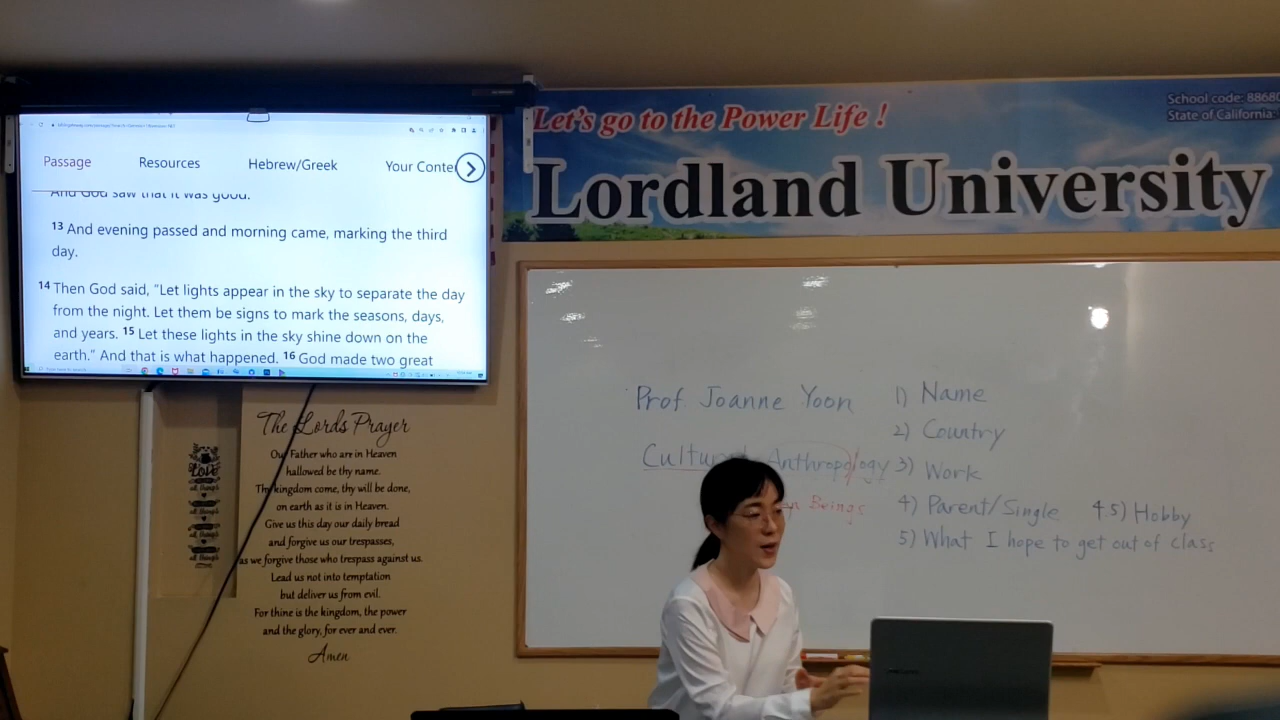 Passage Resources Hebrew/Greek Your Conte
And God saw that it was good.
13 And evening passed and morning came, marking the third
day.
14 Then God said, "Let lights appear in the sky to separate the day
from the night. Let them be signs to mark the seasons, days,
and years. 15 Let these lights in the sky shine down on the
earth." And that is what happened. 16 God made two great
Let's go to the Power Life !
School code: 88680
State of California
Lordland University
The Lords Prayer
Our Father who are in Heaven
hallowed be thy name.
Thy kingdom come, thy will be done,
on earth as it is in Heaven.
Give us this day our daily bread
and forgive us our trespasses,
as we forgive those who trespass against us.
Lead us not into temptation
but deliver us from evil.
For thine is the kingdom, the power
and the glory, for ever and ever.
Amen
Love
all things
all things
Prof. Joanne Yoon
Cultur Anthropology
an Beings
1) Name
2) Country
3) Work
4) Parent/Single 4.5) Hobby
5) What I hope to get out of class